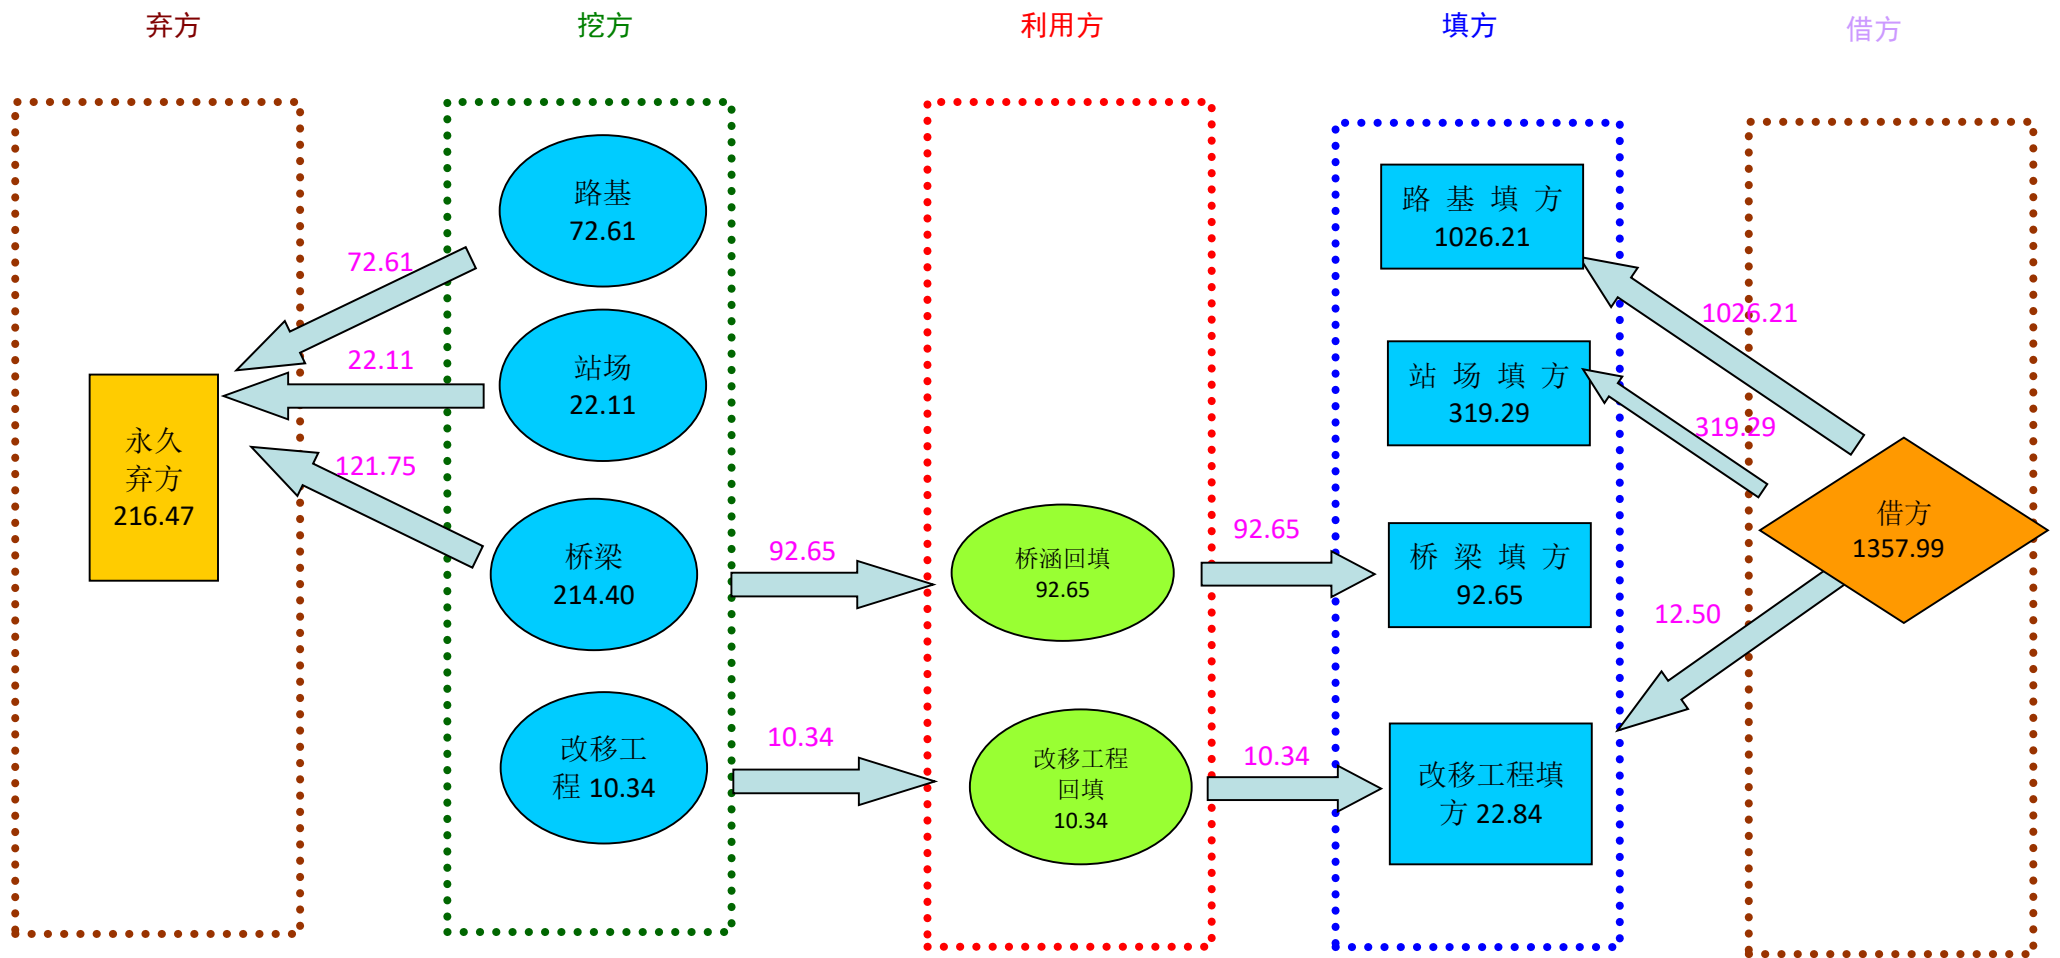 弃方
挖方
利用方
填方
借方
72.61
22.11
121.75
永久
弃方
216.47
路基
72.61
站场
22.11
桥梁
214.40
改移工
程 10.34
92.65
10.34
桥涵回填
92.65
改移工程
回填
10.34
92.65
10.34
路 基 填 方
1026.21
站 场 填 方
319.29
桥 梁 填 方
92.65
改移工程填
方 22.84
1026.21
319.29
12.50
借方
1357.99